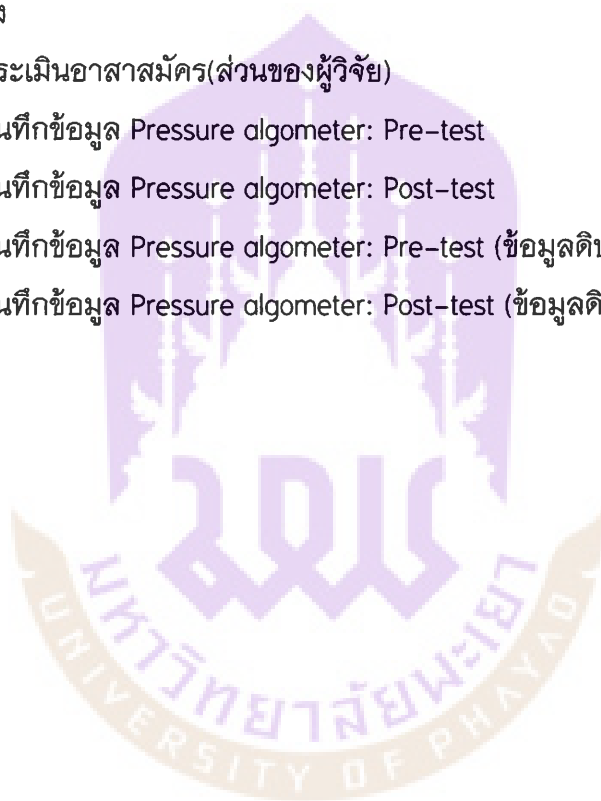 ง
ระเมินอาสาสมัคร(ส่วนของผู้วิจัย)
นทึกข้อมูล Pressure algometer: Pre-test
นทึกข้อมูล Pressure algometer: Post-test
นทึกข้อมูล Pressure algometer: Pre-test (ข้อมูลดิบ
นทึกข้อมูล Pressure algometer: Post-test (ข้อมูลดิ
มหาวิทยาลัยพะเยา
UNIVERSITY OF PHAYAO